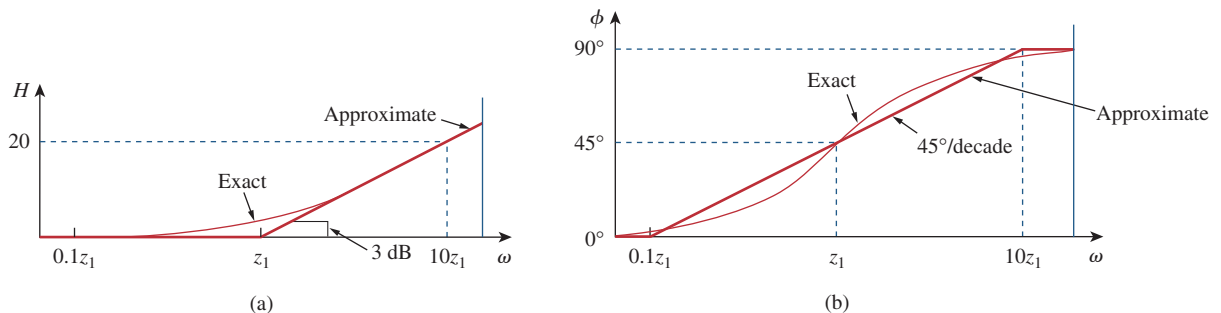 H
20
Exact
Approximate
3 dB
0.1z₁
z₁
10z₁
ω
(a)
ϕ
90°
45°
0°
Exact
45°/decade
Approximate
0.1z₁
z₁
10z₁
ω
(b)